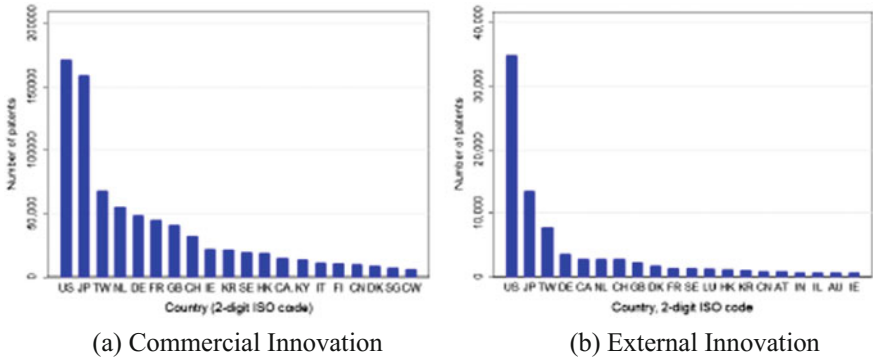 Number of patents
2000000
150000
100000
50,000
0
US JP TW NL DE FR GB CH IE KR SE HK CA KY IT FI CN DK SG CW
Country (2-digit ISO code)
(a) Commercial Innovation
Number of patents
40,000
30,000
20,000
10,000
0
US JP TW DE CA NL CH GB DK FR SE LU HK KR CN AT IN IL AU IE
Country, 2-digit ISO code
(b) External Innovation